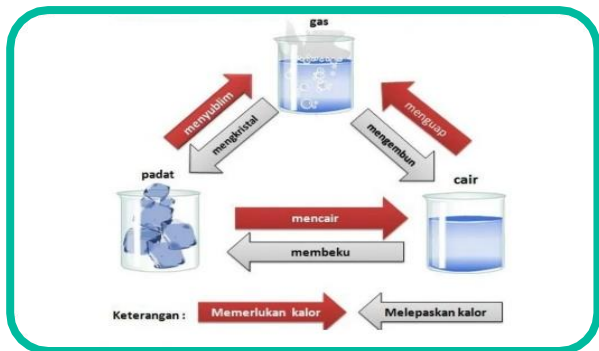 gas
menyublim
mengkristal
menguap
mengembun
padat
cair
mencair
membeku
Keterangan :
Memerlukan kalor
Melepaskan kalor